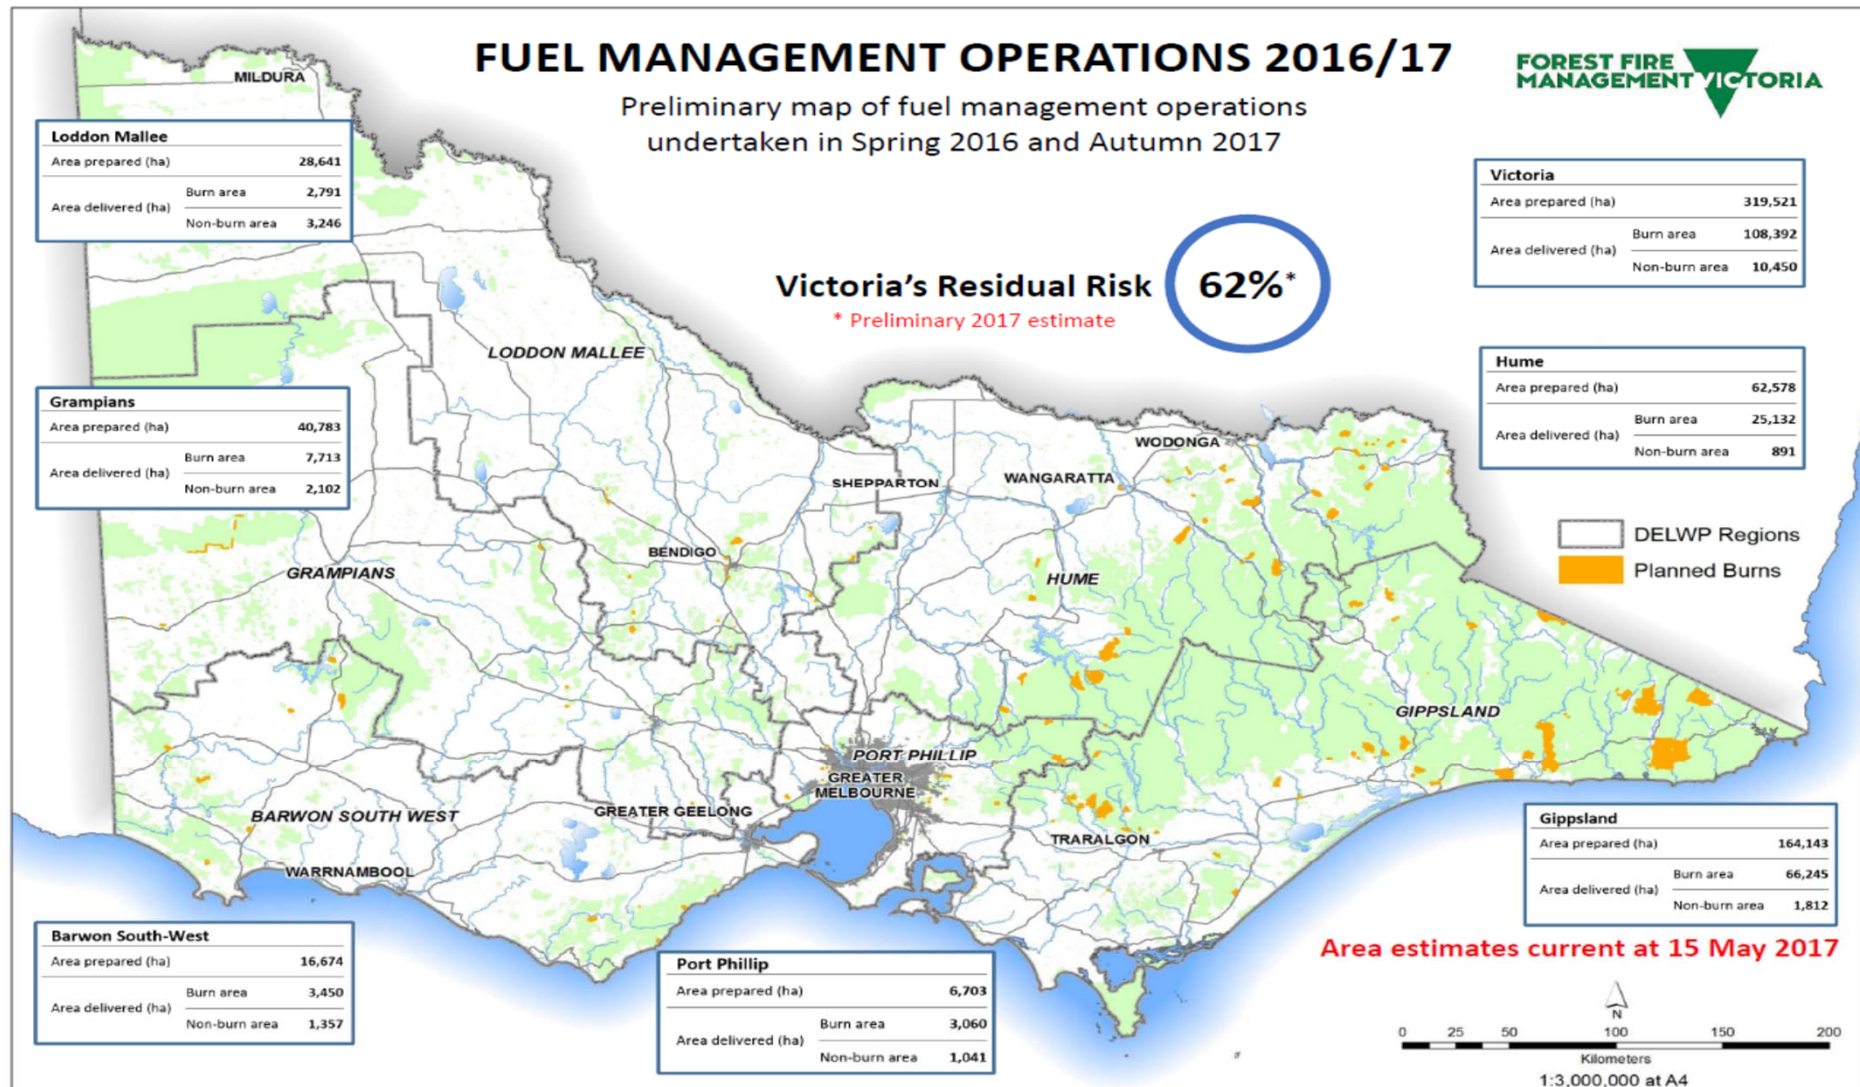 FUEL MANAGEMENT OPERATIONS 2016/17
Preliminary map of fuel management operations
undertaken in Spring 2016 and Autumn 2017
FOREST FIRE
MANAGEMENT VICTORIA
Victoria's Residual Risk 62%*
* Preliminary 2017 estimate
Loddon Mallee
Area prepared (ha) 28,641
Area delivered (ha)
Burn area 2,791
Non-burn area 3,246
Victoria
Area prepared (ha) 319,521
Area delivered (ha)
Burn area 108,392
Non-burn area 10,450
Grampians
Area prepared (ha) 40,783
Area delivered (ha)
Burn area 7,713
Non-burn area 2,102
Hume
Area prepared (ha) 62,578
Area delivered (ha)
Burn area 25,132
Non-burn area 891
DELWP Regions
Planned Burns
MILDURA
LODDON MALLEE
WODONGA
WANGARATTA
SHEPPARTON
BENDIGO
GRAMPIANS
HUME
GIPPSLAND
PORT PHILLIP
GREATER
MELBOURNE
GREATER GEELONG
BARWON SOUTH WEST
TRARALGON
WARRNAMBOOL
Gippsland
Area prepared (ha) 164,143
Area delivered (ha)
Burn area 66,245
Non-burn area 1,812
Barwon South-West
Area prepared (ha) 16,674
Area delivered (ha)
Burn area 3,450
Non-burn area 1,357
Port Phillip
Area prepared (ha) 6,703
Area delivered (ha)
Burn area 3,060
Non-burn area 1,041
Area estimates current at 15 May 2017
N
0 25 50 100 150 200
Kilometers
1:3,000,000 at A4